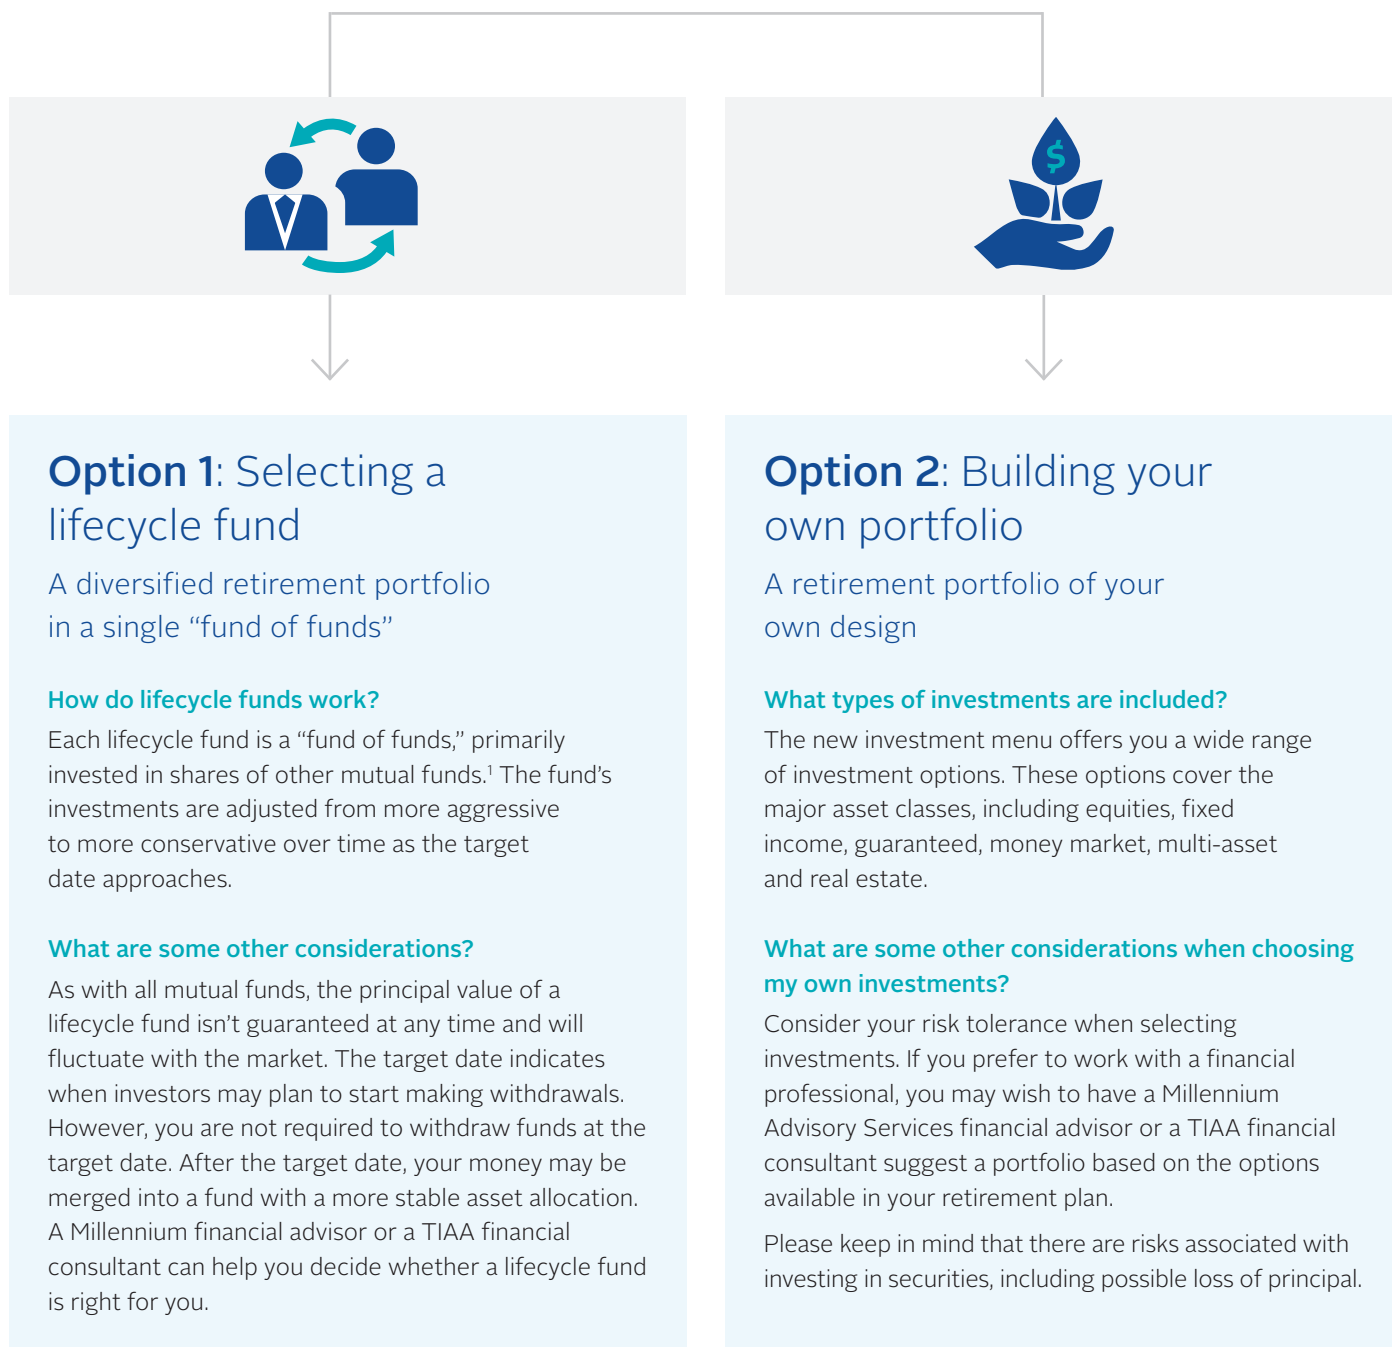 $
Option 1: Selecting a
lifecycle fund
A diversified retirement portfolio
in a single “fund of funds”
How do lifecycle funds work?
Each lifecycle fund is a “fund of funds,” primarily
invested in shares of other mutual funds.¹ The fund’s
investments are adjusted from more aggressive
to more conservative over time as the target
date approaches.
What are some other considerations?
As with all mutual funds, the principal value of a
lifecycle fund isn’t guaranteed at any time and will
fluctuate with the market. The target date indicates
when investors may plan to start making withdrawals.
However, you are not required to withdraw funds at the
target date. After the target date, your money may be
merged into a fund with a more stable asset allocation.
A Millennium financial advisor or a TIAA financial
consultant can help you decide whether a lifecycle fund
is right for you.
Option 2: Building your
own portfolio
A retirement portfolio of your
own design
What types of investments are included?
The new investment menu offers you a wide range
of investment options. These options cover the
major asset classes, including equities, fixed
income, guaranteed, money market, multi-asset
and real estate.
What are some other considerations when choosing
my own investments?
Consider your risk tolerance when selecting
investments. If you prefer to work with a financial
professional, you may wish to have a Millennium
Advisory Services financial advisor or a TIAA financial
consultant suggest a portfolio based on the options
available in your retirement plan.
Please keep in mind that there are risks associated with
investing in securities, including possible loss of principal.